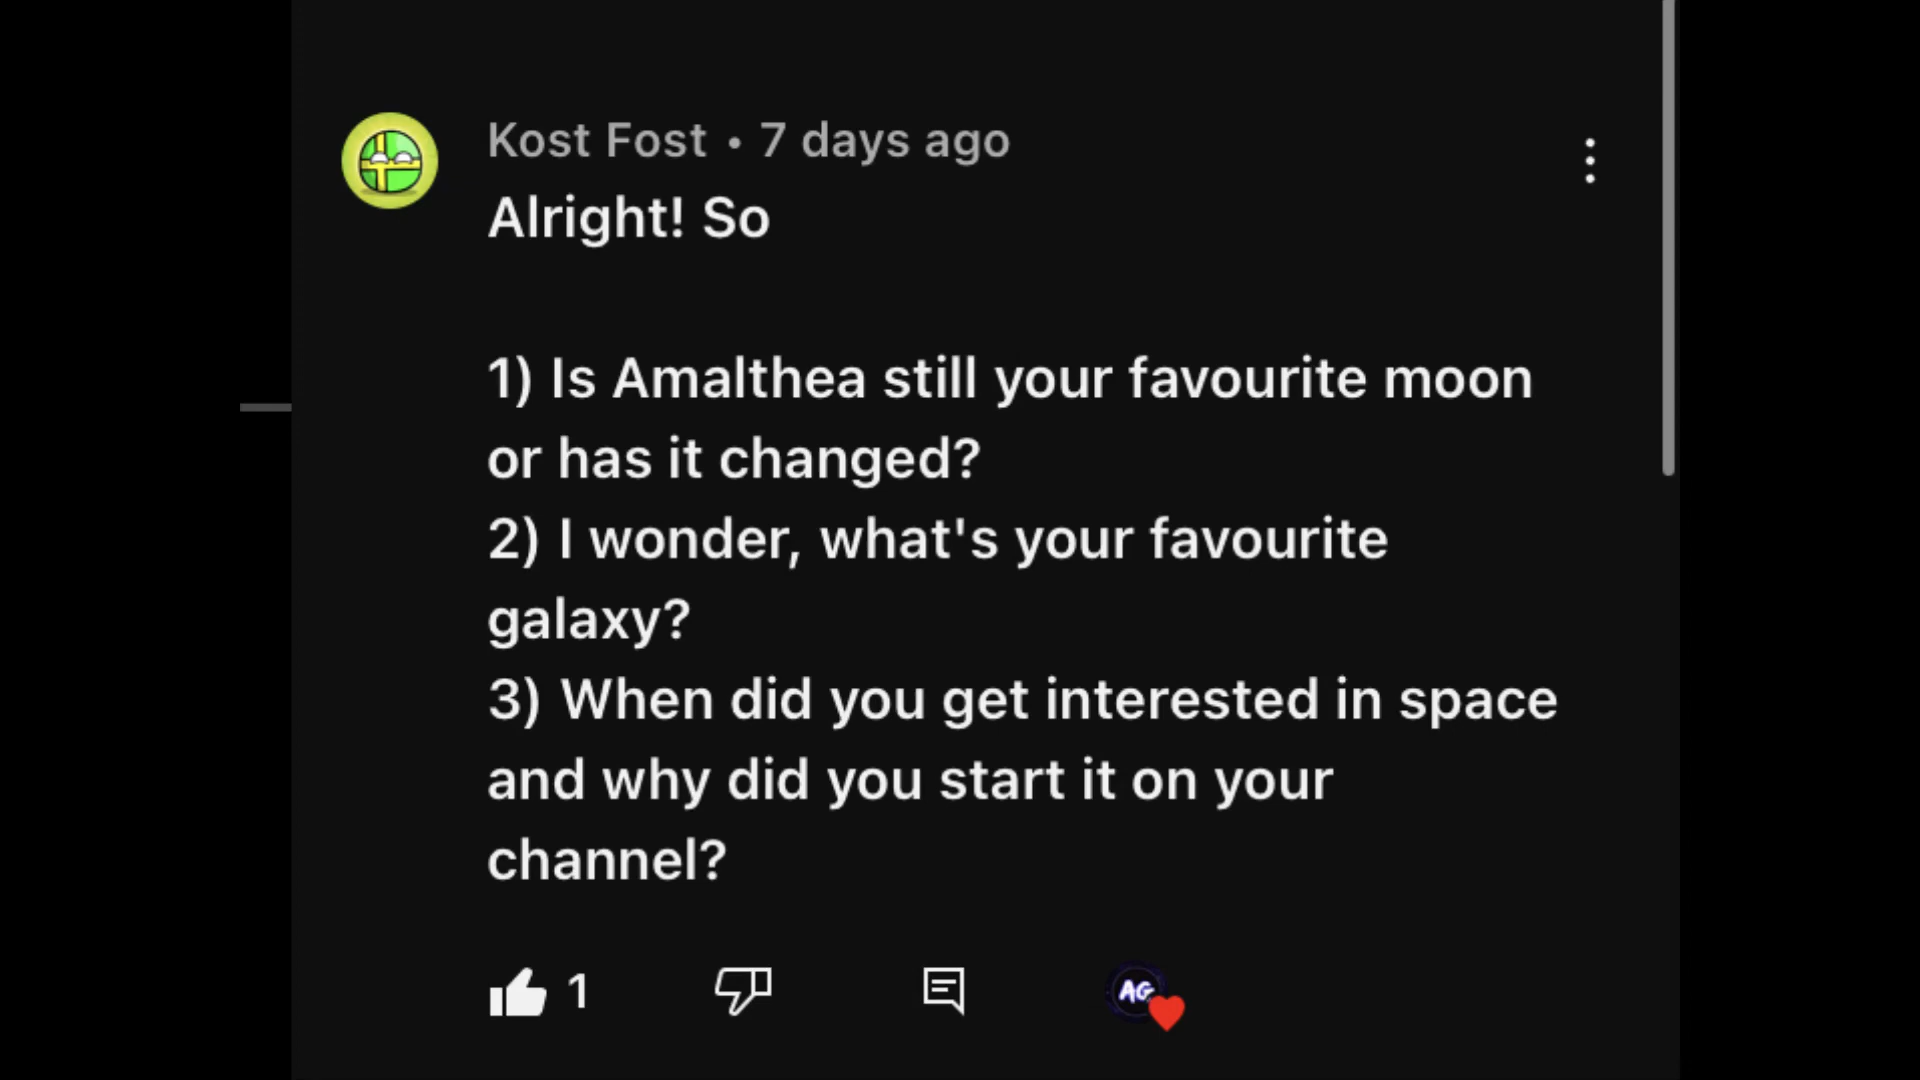 Kost Fost • 7 days ago
Alright! So
1) Is Amalthea still your favourite moon
or has it changed?
2) I wonder, what's your favourite
galaxy?
3) When did you get interested in space
and why did you start it on your
channel?
1
AG